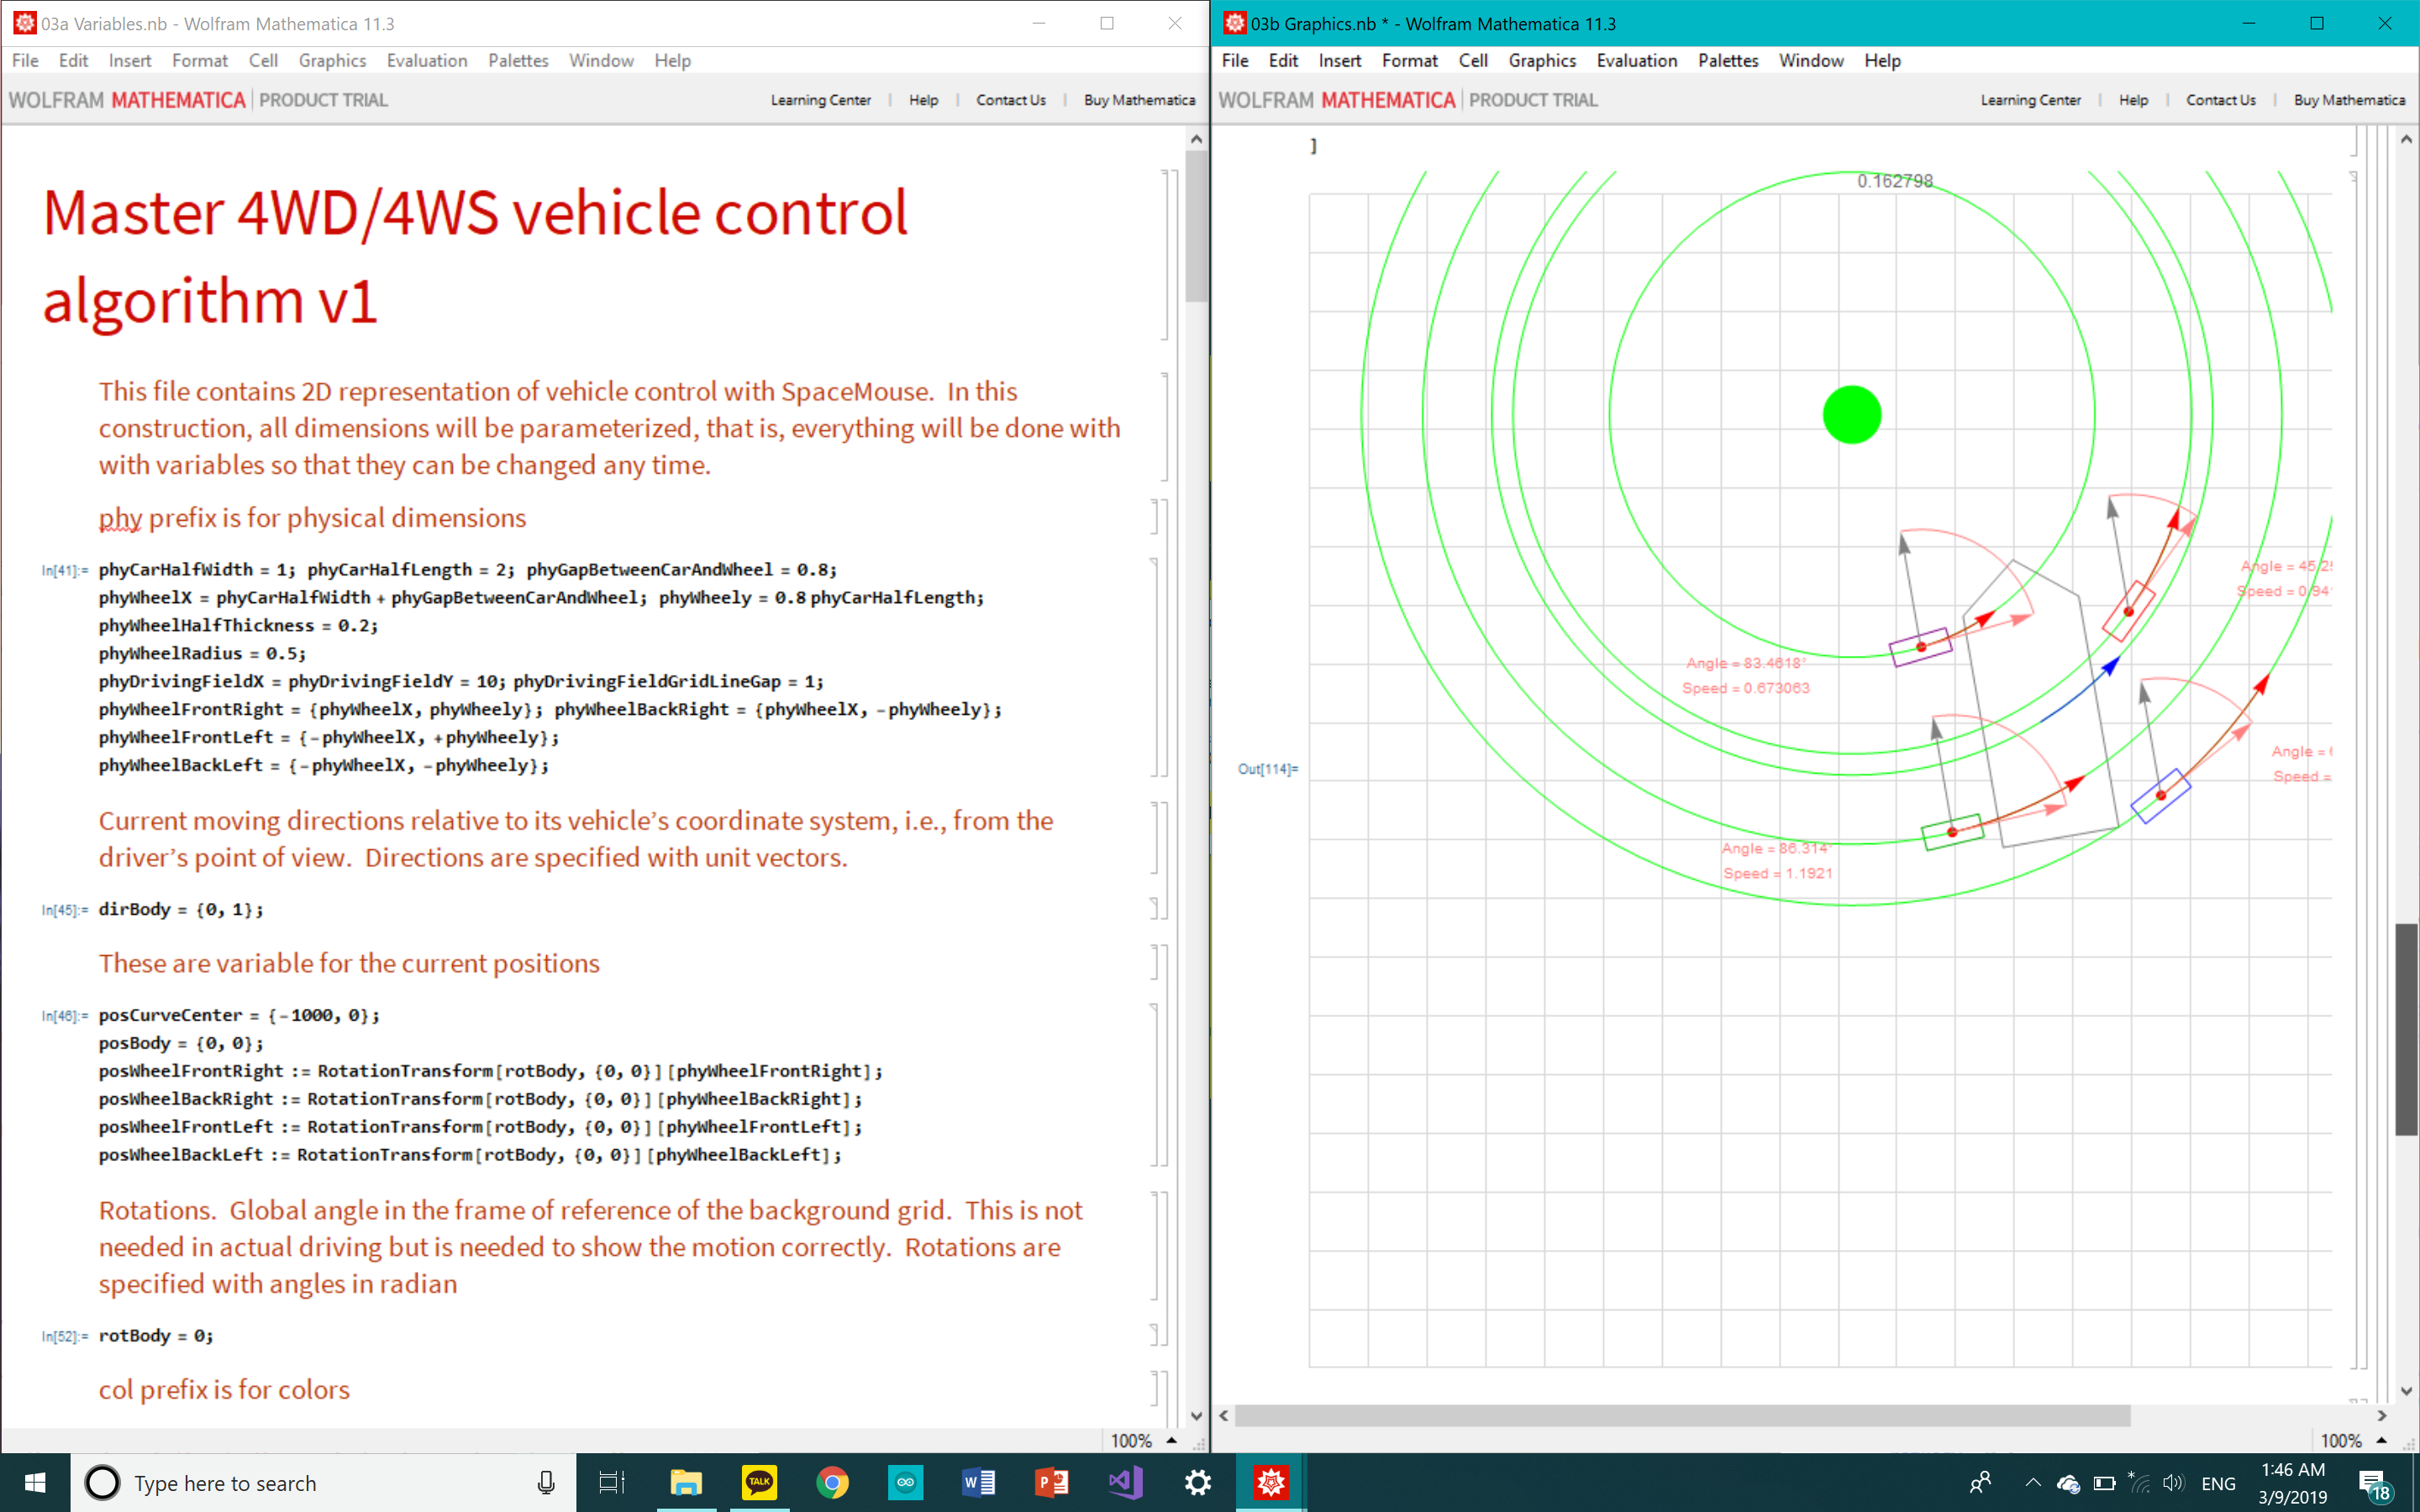 03a Variables.nb - Wolfram Mathematica 11.3
File Edit Insert Format Cell Graphics Evaluation Palettes Window Help
WOLFRAM MATHEMATICA PRODUCT TRIAL
Learning Center Help Contact Us Buy Mathematica
Master 4WD/4WS vehicle control
algorithm v1
This file contains 2D representation of vehicle control with SpaceMouse. In this
construction, all dimensions will be parameterized, that is, everything will be done with
with variables so that they can be changed any time.
phy prefix is for physical dimensions
In[41]:= phyCarHalfWidth = 1; phyCarHalfLength = 2; phyGapBetweenCarAndWheel = 0.8;
phyWheelX = phyCarHalfWidth + phyGapBetweenCarAndWheel; phyWheely = 0.8 phyCarHalfLength;
phyWheelHalfThickness = 0.2;
phyWheelRadius = 0.5;
phyDrivingFieldX = phyDrivingFieldY = 10; phyDrivingFieldGridLineGap = 1;
phyWheelFrontRight = {phyWheelX, phyWheely}; phyWheelBackRight = {phyWheelX, -phyWheely};
phyWheelFrontLeft = {-phyWheelX, +phyWheely};
phyWheelBackLeft = {-phyWheelX, -phyWheely};
Current moving directions relative to its vehicle's coordinate system, i.e., from the
driver's point of view. Directions are specified with unit vectors.
In[45]:= dirBody = {0, 1};
These are variable for the current positions
In[46]:= posCurveCenter = {-1000, 0};
posBody = {0, 0};
posWheelFrontRight := RotationTransform[rotBody, {0, 0}][phyWheelFrontRight];
posWheelBackRight := RotationTransform[rotBody, {0, 0}][phyWheelBackRight];
posWheelFrontLeft := RotationTransform[rotBody, {0, 0}][phyWheelFrontLeft];
posWheelBackLeft := RotationTransform[rotBody, {0, 0}][phyWheelBackLeft];
Rotations. Global angle in the frame of reference of the background grid. This is not
needed in actual driving but is needed to show the motion correctly. Rotations are
specified with angles in radian
In[52]:= rotBody = 0;
col prefix is for colors
100%
03b Graphics.nb * - Wolfram Mathematica 11.3
File Edit Insert Format Cell Graphics Evaluation Palettes Window Help
WOLFRAM MATHEMATICA PRODUCT TRIAL
Learning Center Help Contact Us Buy Mathematica
]
0.162798
Angle = 45.2
Speed = 0.94
Angle = 83.4618°
Speed = 0.673063
Angle = 6
Speed =
Out[114]=
Angle = 86.314°
Speed = 1.1921
100%
Type here to search
TALK
ENG
1:46 AM
3/9/2019
18